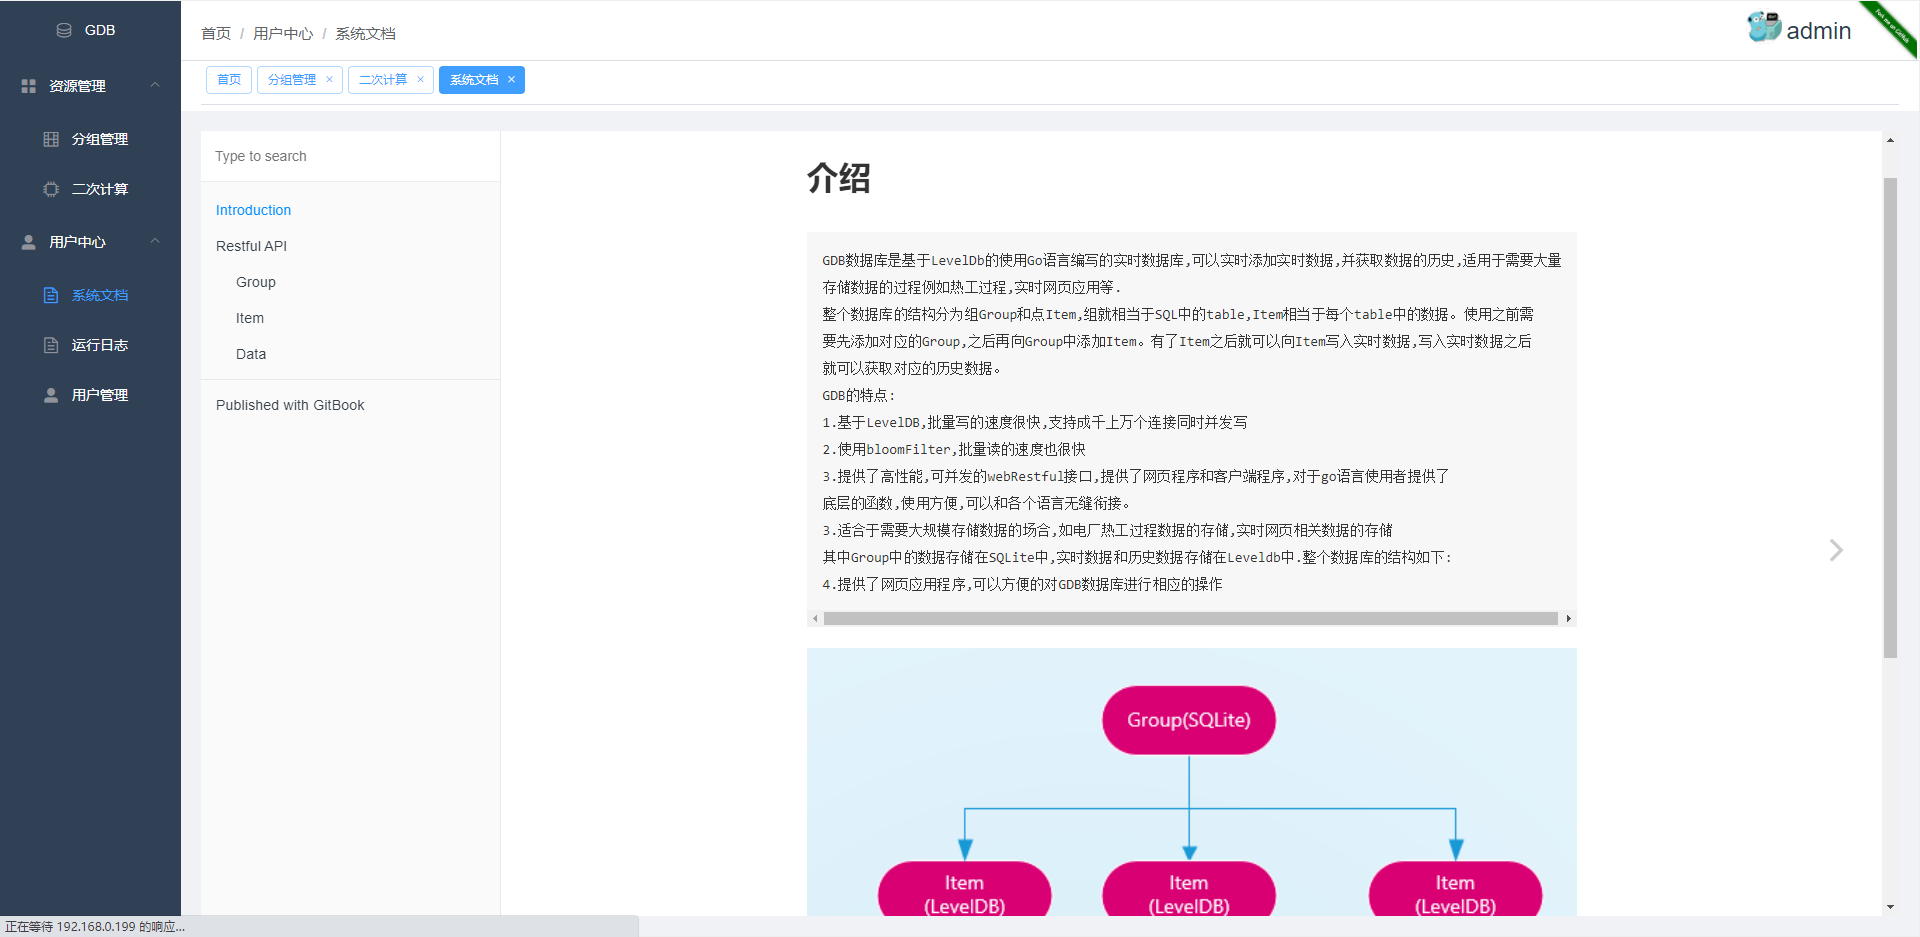 GDB
资源管理
分组管理
二次计算
用户中心
系统文档
运行日志
用户管理
首页 / 用户中心 / 系统文档
admin
Fork me on GitHub
首页 分组管理 × 二次计算 × 系统文档 ×
Type to search
Introduction
Restful API
Group
Item
Data
Published with GitBook
介绍
GDB数据库是基于LevelDb的使用Go语言编写的实时数据库,可以实时添加实时数据,并获取数据的历史,适用于需要大量
存储数据的过程例如热工过程,实时网页应用等.
整个数据库的结构分为组Group和点Item,组就相当于SQL中的table,Item相当于每个table中的数据。使用之前需
要先添加对应的Group,之后再向Group中添加Item。有了Item之后就可以向Item写入实时数据,写入实时数据之后
就可以获取对应的历史数据。
GDB的特点:
1.基于LevelDB,批量写的速度很快,支持成千上万个连接同时并发写
2.使用bloomFilter,批量读的速度也很快
3.提供了高性能,可并发的webRestful接口,提供了网页程序和客户端程序,对于go语言使用者提供了
底层的函数,使用方便,可以和各个语言无缝衔接。
3.适合于需要大规模存储数据的场合,如电厂热工过程数据的存储,实时网页相关数据的存储
其中Group中的数据存储在SQLite中,实时数据和历史数据存储在Leveldb中.整个数据库的结构如下:
4.提供了网页应用程序,可以方便的对GDB数据库进行相应的操作
Group(SQLite)
Item
(LevelDB)
Item
(LevelDB)
Item
(LevelDB)
正在等待 192.168.0.199 的响应...